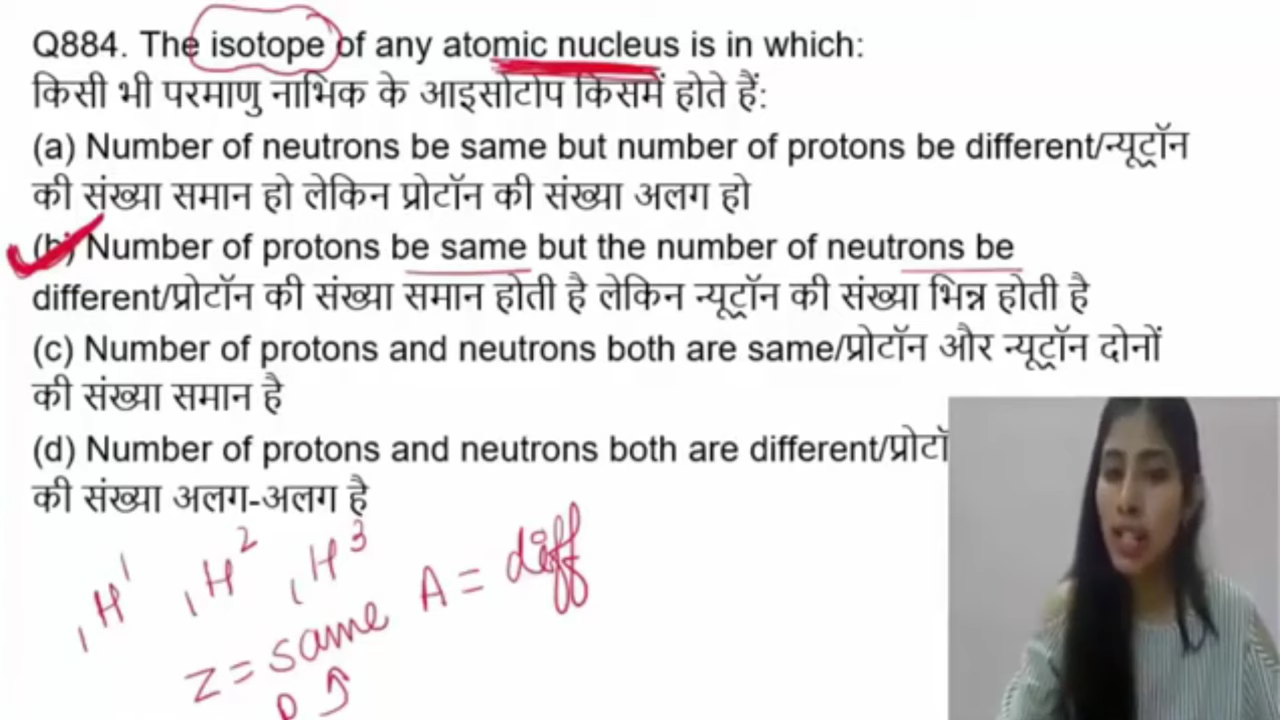 Q884. The isotope of any atomic nucleus is in which:
किसी भी परमाणु नाभिक के आइसोटोप किसमें होते हैं:
(a) Number of neutrons be same but number of protons be different/न्यूट्रॉन
की संख्या समान हो लेकिन प्रोटॉन की संख्या अलग हो
(b) Number of protons be same but the number of neutrons be
different/प्रोटॉन की संख्या समान होती है लेकिन न्यूट्रॉन की संख्या भिन्न होती है
(c) Number of protons and neutrons both are same/प्रोटॉन और न्यूट्रॉन दोनों
की संख्या समान है
(d) Number of protons and neutrons both are different/प्रोटॉ
की संख्या अलग-अलग है
₁H¹ ₁H² ₁H³
Z = same A = diff